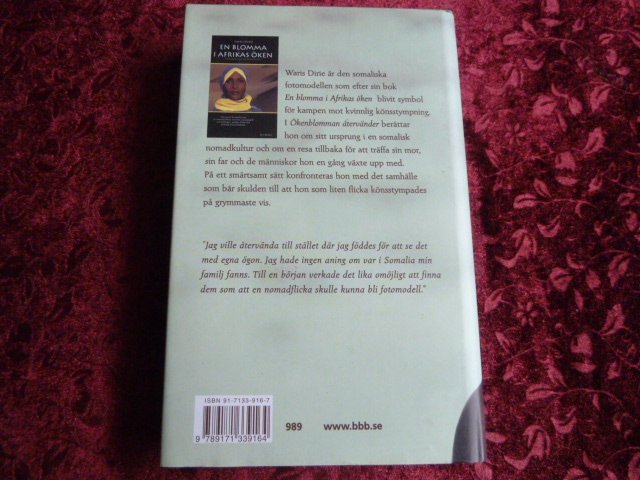 EN BLOMMA
I AFRIKAS ÖKEN
Waris Dirie är den somaliska
fotomodellen som efter sin bok
En blomma i Afrikas öken blivit symbol
för kampen mot kvinnlig könsstympning.
I Ökenblomman återvänder berättar
hon om sitt ursprung i en somalisk
nomadkultur och om en resa tillbaka för att träffa sin mor,
sin far och de människor hon en gång växte upp med.
På ett smärtsamt sätt konfronteras hon med det samhälle
som bär skulden till att hon som liten flicka könsstympades
på grymmaste vis.
"Jag ville återvända till stället där jag föddes för att se det
med egna ögon. Jag hade ingen aning om var i Somalia min
familj fanns. Till en början verkade det lika omöjligt att finna
dem som att en nomadflicka skulle kunna bli fotomodell."
ISBN 91-7133-916-7
9 789171 339164
989 www.bbb.se